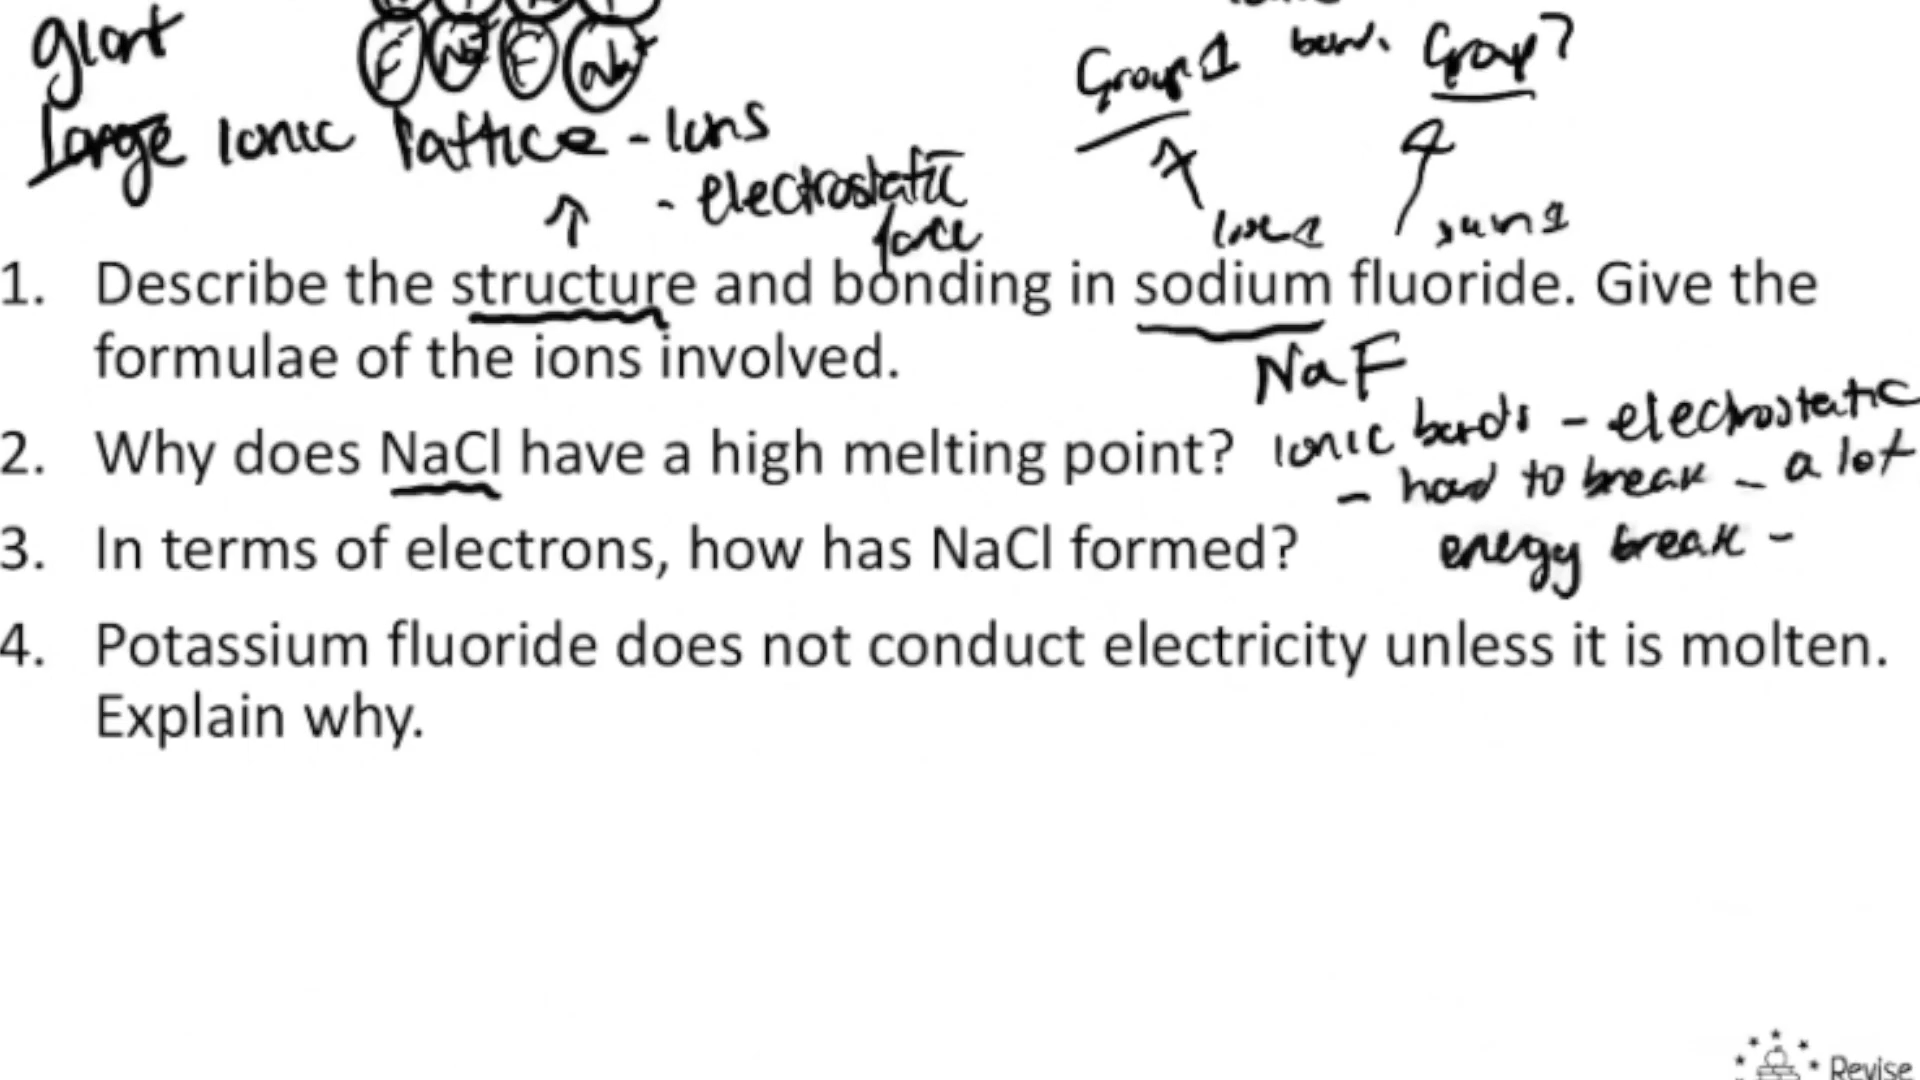 giant
large ionic lattice - Ions
- electrostatic
force
Group 1
Group 7
1. Describe the structure and bonding in sodium fluoride. Give the
formulae of the ions involved.
NaF
2. Why does NaCl have a high melting point?
ionic bonds - electrostatic
- hard to break - a lot
energy break -
3. In terms of electrons, how has NaCl formed?
4. Potassium fluoride does not conduct electricity unless it is molten.
Explain why.
Revise